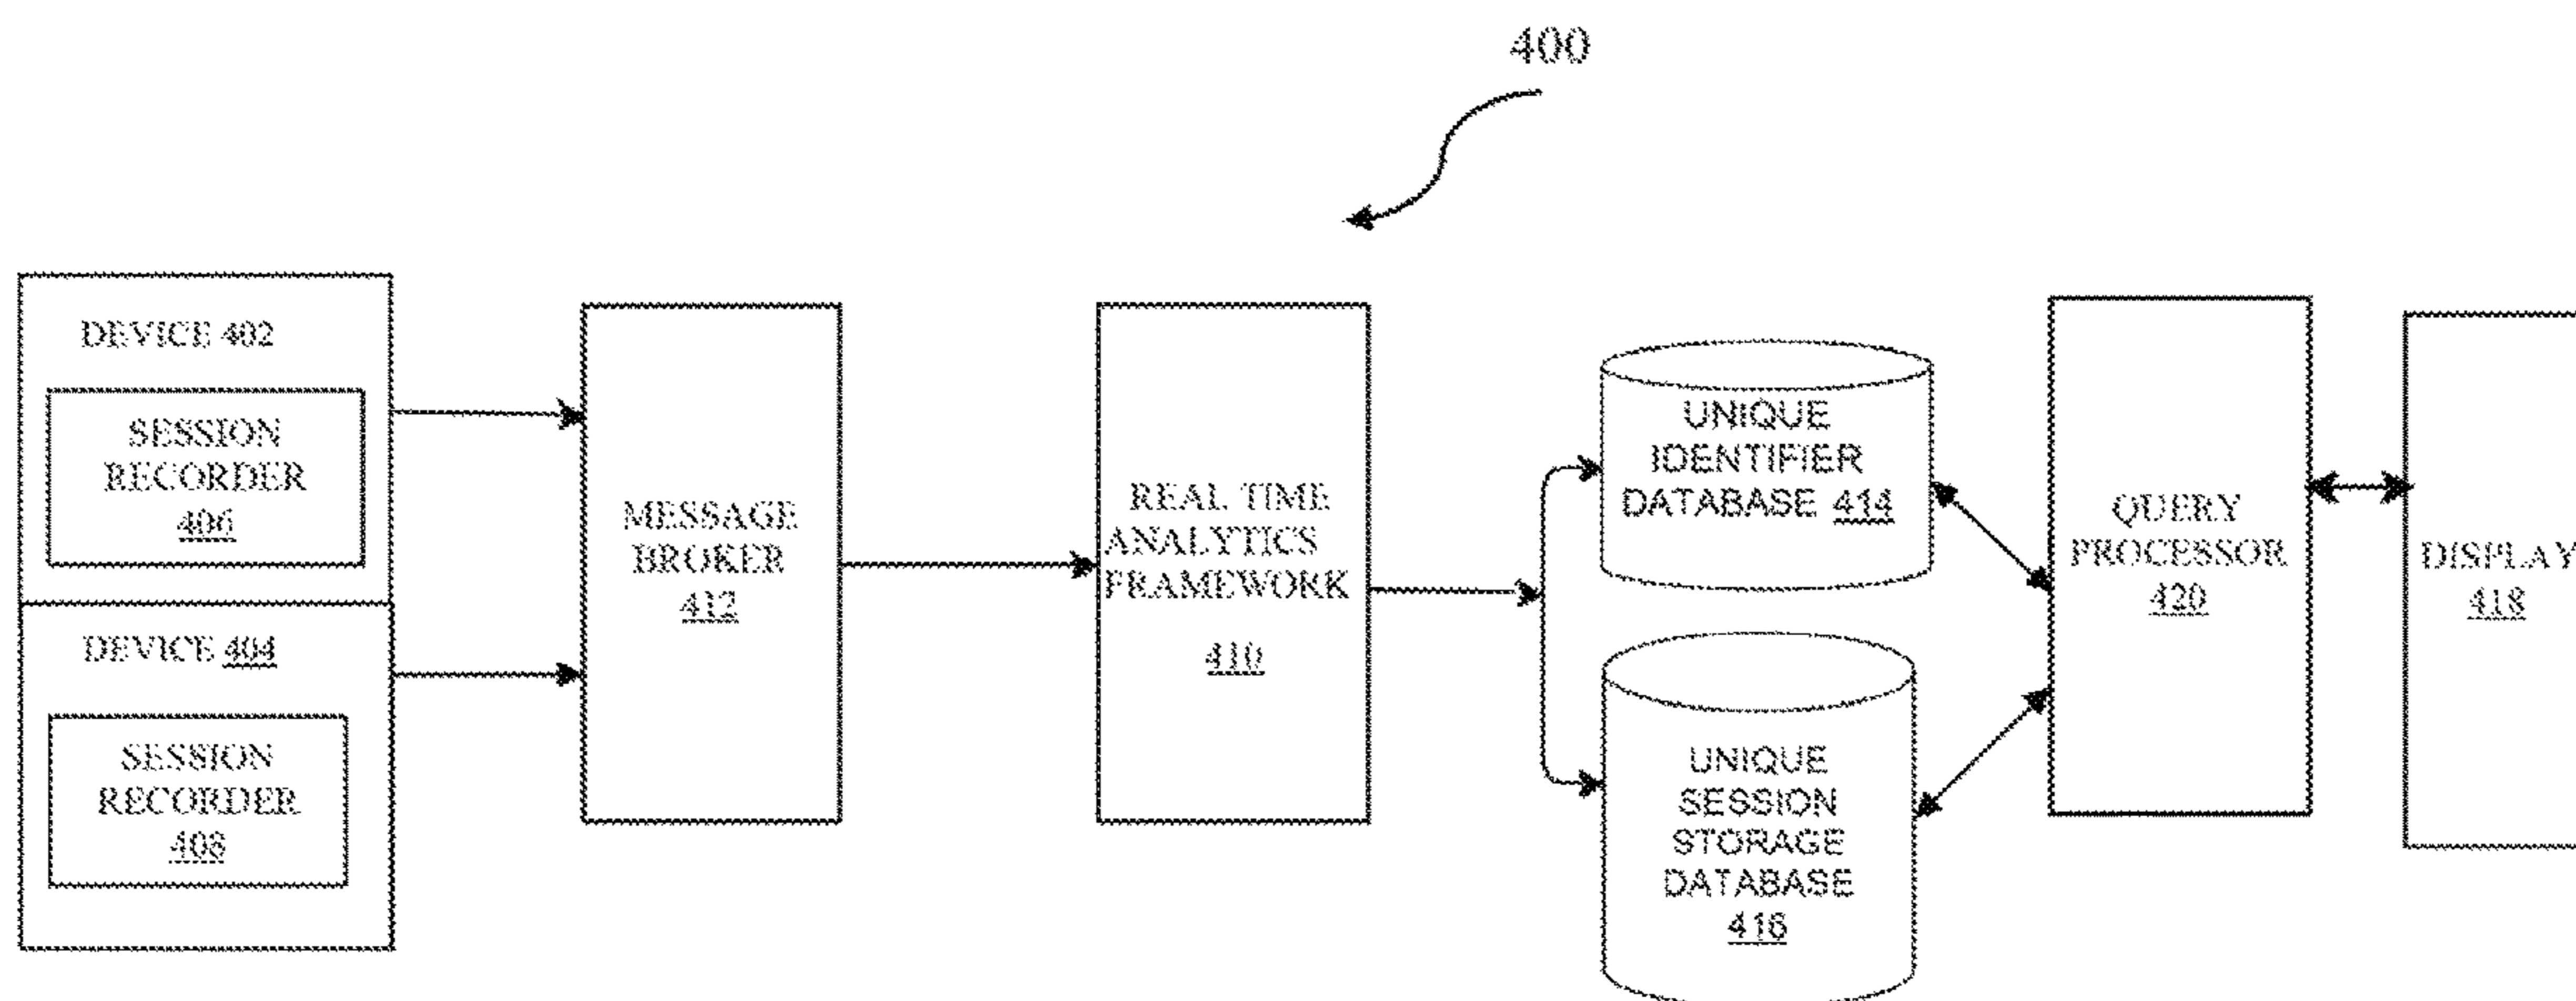 400
DEVICE 402
SESSION
RECORDER
406
DEVICE 404
SESSION
RECORDER
408
MESSAGE
BROKER
412
REAL TIME
ANALYTICS
FRAMEWORK
410
UNIQUE
IDENTIFIER
DATABASE 414
UNIQUE
SESSION
STORAGE
DATABASE
416
QUERY
PROCESSOR
420
DISPLAY
418